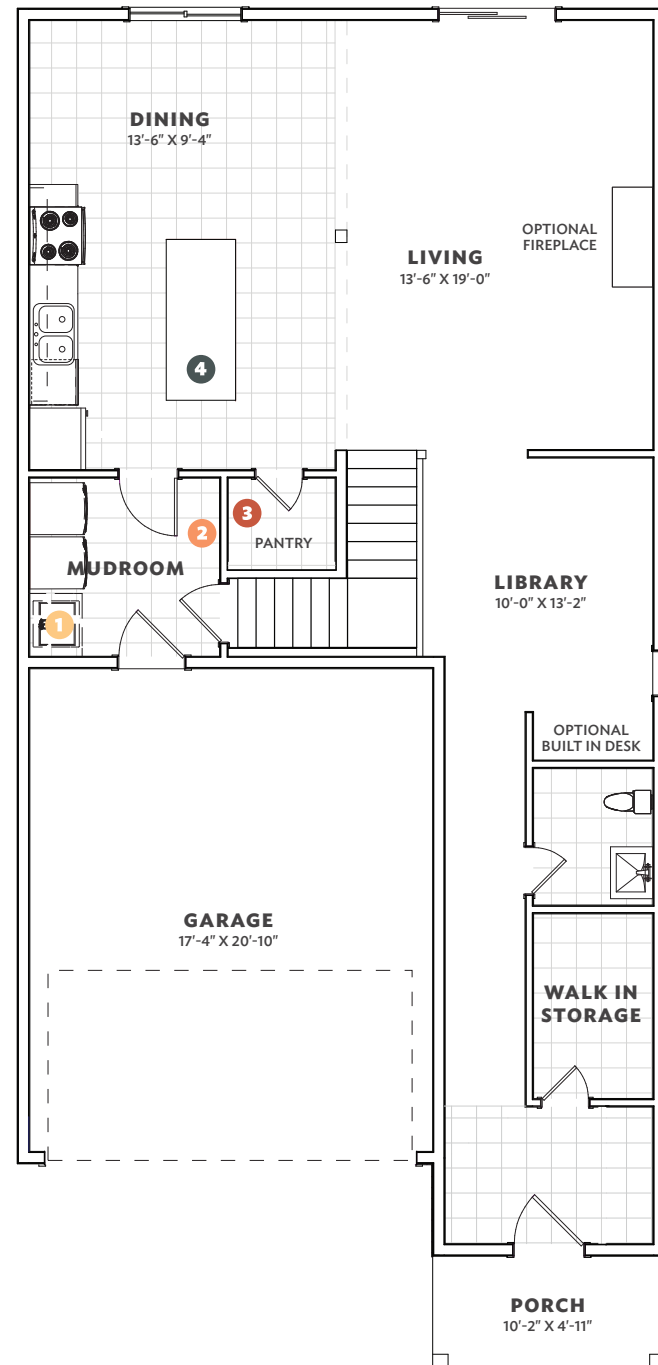 DINING
13'-6" X 9'-4"
OPTIONAL
FIREPLACE
LIVING
13'-6" X 19'-0"
4
3
2
PANTRY
MUDROOM
LIBRARY
10'-0" X 13'-2"
1
OPTIONAL
BUILT IN DESK
GARAGE
17'-4" X 20'-10"
WALK IN
STORAGE
PORCH
10'-2" X 4'-11"